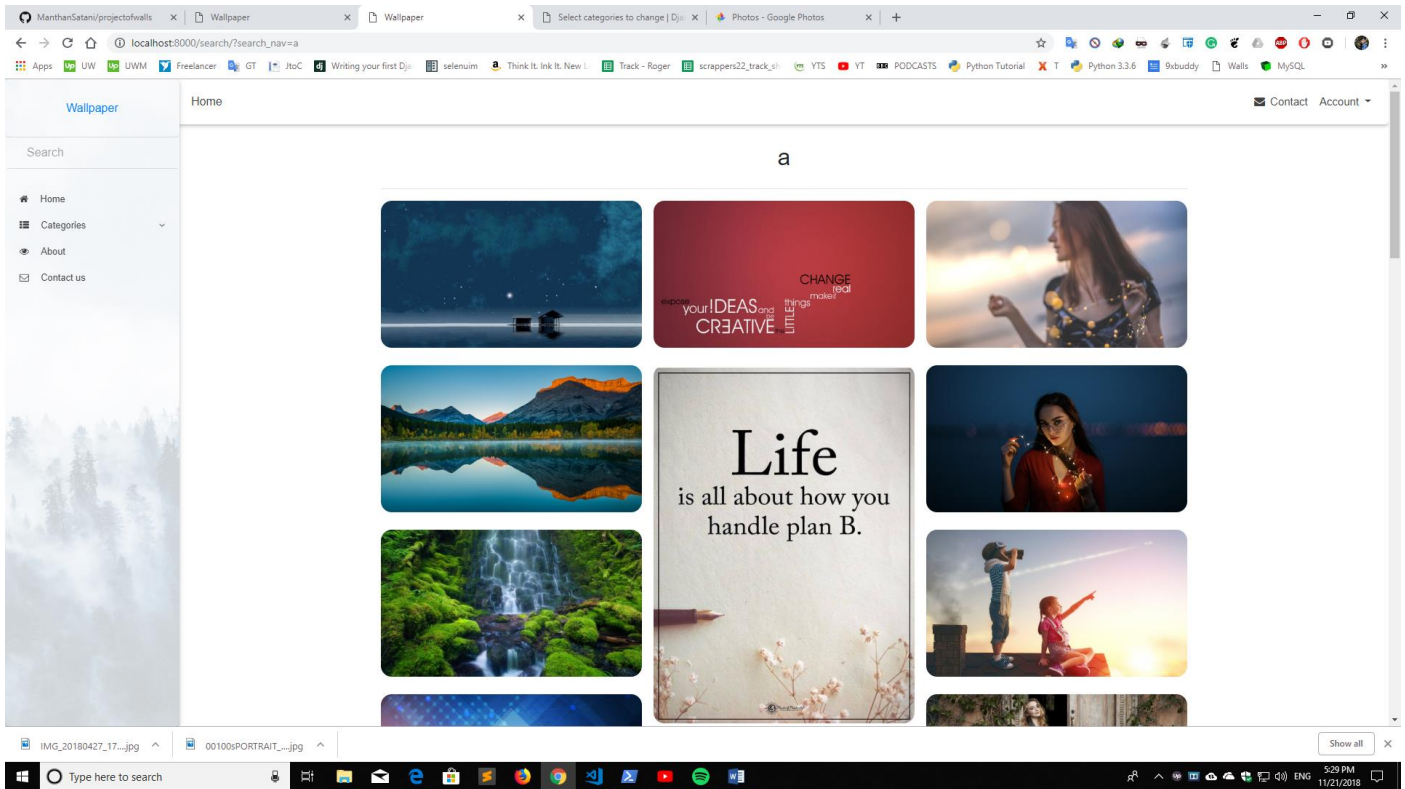 ManthanSatani/projectofwalls
Wallpaper
Wallpaper
Select categories to change | Dja
Photos - Google Photos
localhost:8000/search/?search_nav=a
Apps UW UWM Freelancer GT JtoC Writing your first Dja selenuim Think It. Ink It. New L Track - Roger scrappers22_track_sh YTS YT PODCASTS Python Tutorial T Python 3.3.6 9xbuddy Walls MySQL
Wallpaper
Home
Contact Account
Search
a
Home
Categories
About
Contact us
CHANGE
real
expose
things
make it
your IDEAS and
CREATIVE
LITTLE
Life
is all about how you
handle plan B.
IMG_20180427_17....jpg
00100sPORTRAIT_....jpg
Show all
Type here to search
ENG
5:29 PM
11/21/2018